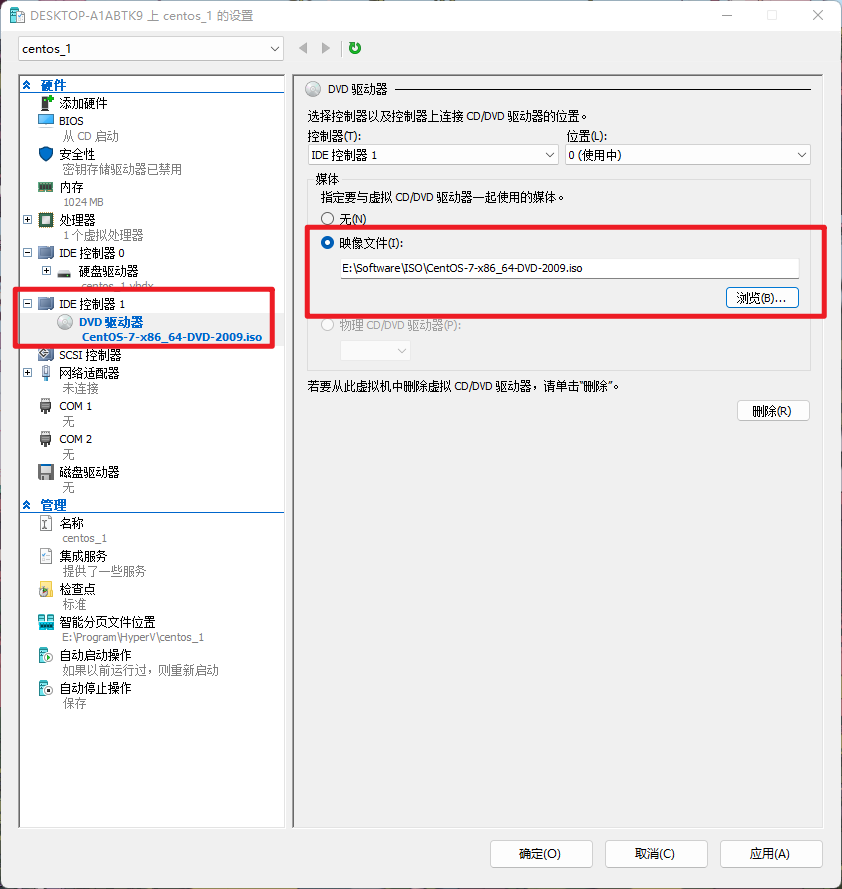 DESKTOP-A1ABTK9 上 centos_1 的设置
centos_1
硬件
添加硬件
BIOS
从 CD 启动
安全性
密钥存储驱动器已禁用
内存
1024 MB
处理器
1 个虚拟处理器
IDE 控制器 0
硬盘驱动器
centos_1.vhdx
IDE 控制器 1
DVD 驱动器
CentOS-7-x86_64-DVD-2009.iso
SCSI 控制器
网络适配器
未连接
COM 1
无
COM 2
无
磁盘驱动器
无
管理
名称
centos_1
集成服务
提供了一些服务
检查点
标准
智能分页文件位置
E:\Program\HyperV\centos_1
自动启动操作
如果以前运行过，则重新启动
自动停止操作
保存
DVD 驱动器
选择控制器以及控制器上连接 CD/DVD 驱动器的位置。
控制器(T):
位置(L):
IDE 控制器 1
0 (使用中)
媒体
指定要与虚拟 CD/DVD 驱动器一起使用的媒体。
无(N)
映像文件(I):
E:\Software\ISO\CentOS-7-x86_64-DVD-2009.iso
浏览(B)...
物理 CD/DVD 驱动器(P):
若要从此虚拟机中删除虚拟 CD/DVD 驱动器，请单击"删除"。
删除(R)
确定(O)
取消(C)
应用(A)